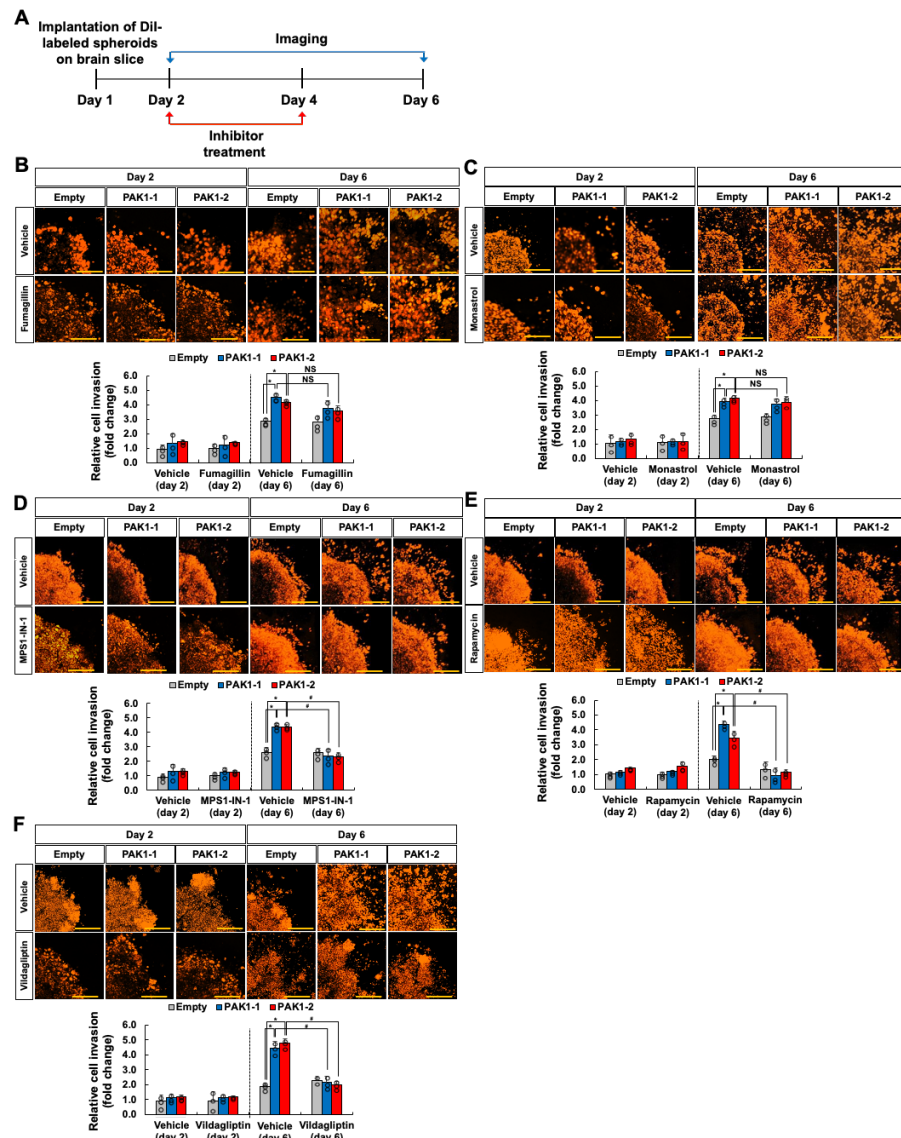 A
Implantation of DiI-
labeled spheroids
on brain slice
Imaging
Day 1
Day 2
Day 4
Day 6
Inhibitor
treatment
B
Day 2
Day 6
Empty
PAK1-1
PAK1-2
Empty
PAK1-1
PAK1-2
Vehicle
Fumagillin
Empty PAK1-1 PAK1-2
Relative cell invasion
(fold change)
6.0
5.0
4.0
3.0
2.0
1.0
0.0
* * NS NS
Vehicle
(day 2)
Fumagillin
(day 2)
Vehicle
(day 6)
Fumagillin
(day 6)
C
Day 2
Day 6
Empty
PAK1-1
PAK1-2
Empty
PAK1-1
PAK1-2
Vehicle
Monastrol
Empty PAK1-1 PAK1-2
Relative cell invasion
(fold change)
6.0
5.0
4.0
3.0
2.0
1.0
0.0
* * NS NS
Vehicle
(day 2)
Monastrol
(day 2)
Vehicle
(day 6)
Monastrol
(day 6)
D
Day 2
Day 6
Empty
PAK1-1
PAK1-2
Empty
PAK1-1
PAK1-2
Vehicle
MPS1-IN-1
Empty PAK1-1 PAK1-2
Relative cell invasion
(fold change)
6.0
5.0
4.0
3.0
2.0
1.0
0.0
* * # #
Vehicle
(day 2)
MPS1-IN-1
(day 2)
Vehicle
(day 6)
MPS1-IN-1
(day 6)
E
Day 2
Day 6
Empty
PAK1-1
PAK1-2
Empty
PAK1-1
PAK1-2
Vehicle
Rapamycin
Empty PAK1-1 PAK1-2
Relative cell invasion
(fold change)
6.0
5.0
4.0
3.0
2.0
1.0
0.0
* * # #
Vehicle
(day 2)
Rapamycin
(day 2)
Vehicle
(day 6)
Rapamycin
(day 6)
F
Day 2
Day 6
Empty
PAK1-1
PAK1-2
Empty
PAK1-1
PAK1-2
Vehicle
Vildagliptin
Empty PAK1-1 PAK1-2
Relative cell invasion
(fold change)
6.0
5.0
4.0
3.0
2.0
1.0
0.0
* * # #
Vehicle
(day 2)
Vildagliptin
(day 2)
Vehicle
(day 6)
Vildagliptin
(day 6)